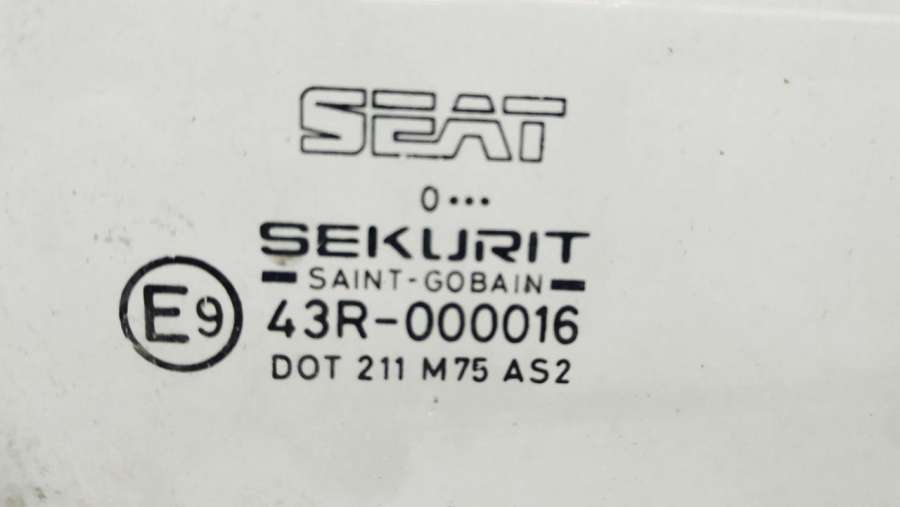 SEAT
0•••
SEKURIT
SAINT-GOBAIN
E9 43R-000016
DOT 211 M75 AS2